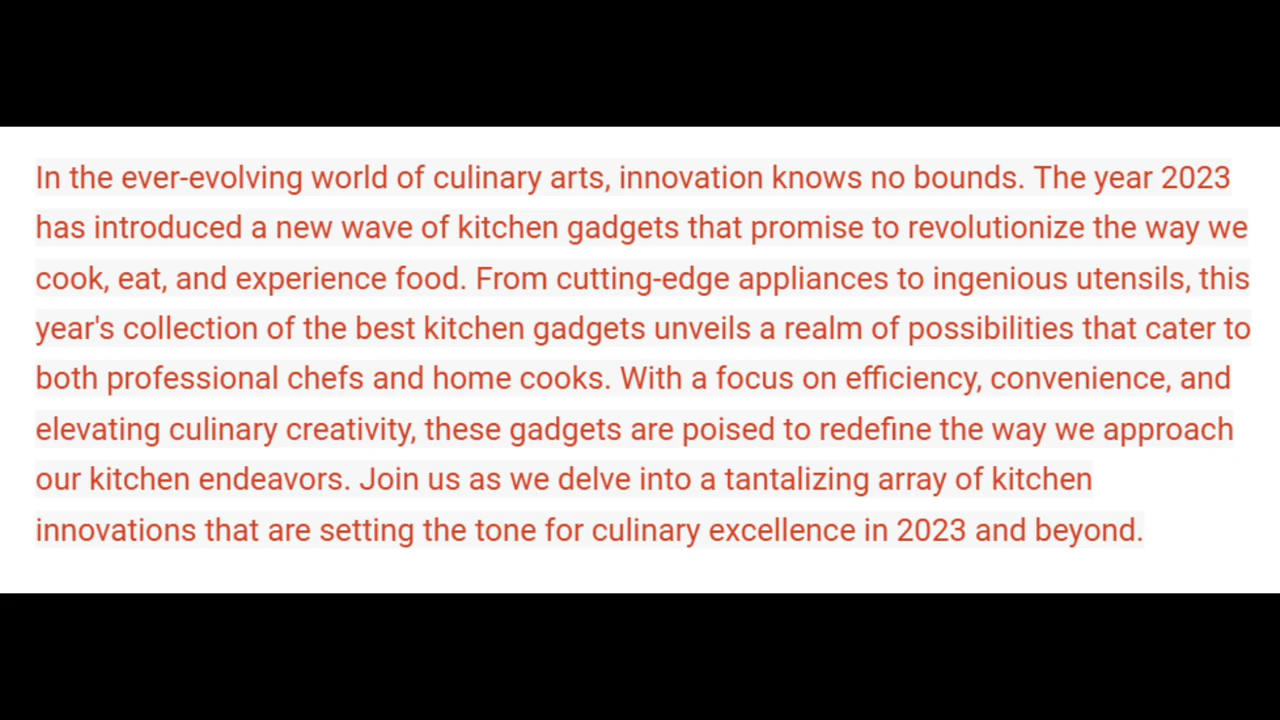 In the ever-evolving world of culinary arts, innovation knows no bounds. The year 2023
has introduced a new wave of kitchen gadgets that promise to revolutionize the way we
cook, eat, and experience food. From cutting-edge appliances to ingenious utensils, this
year's collection of the best kitchen gadgets unveils a realm of possibilities that cater to
both professional chefs and home cooks. With a focus on efficiency, convenience, and
elevating culinary creativity, these gadgets are poised to redefine the way we approach
our kitchen endeavors. Join us as we delve into a tantalizing array of kitchen
innovations that are setting the tone for culinary excellence in 2023 and beyond.